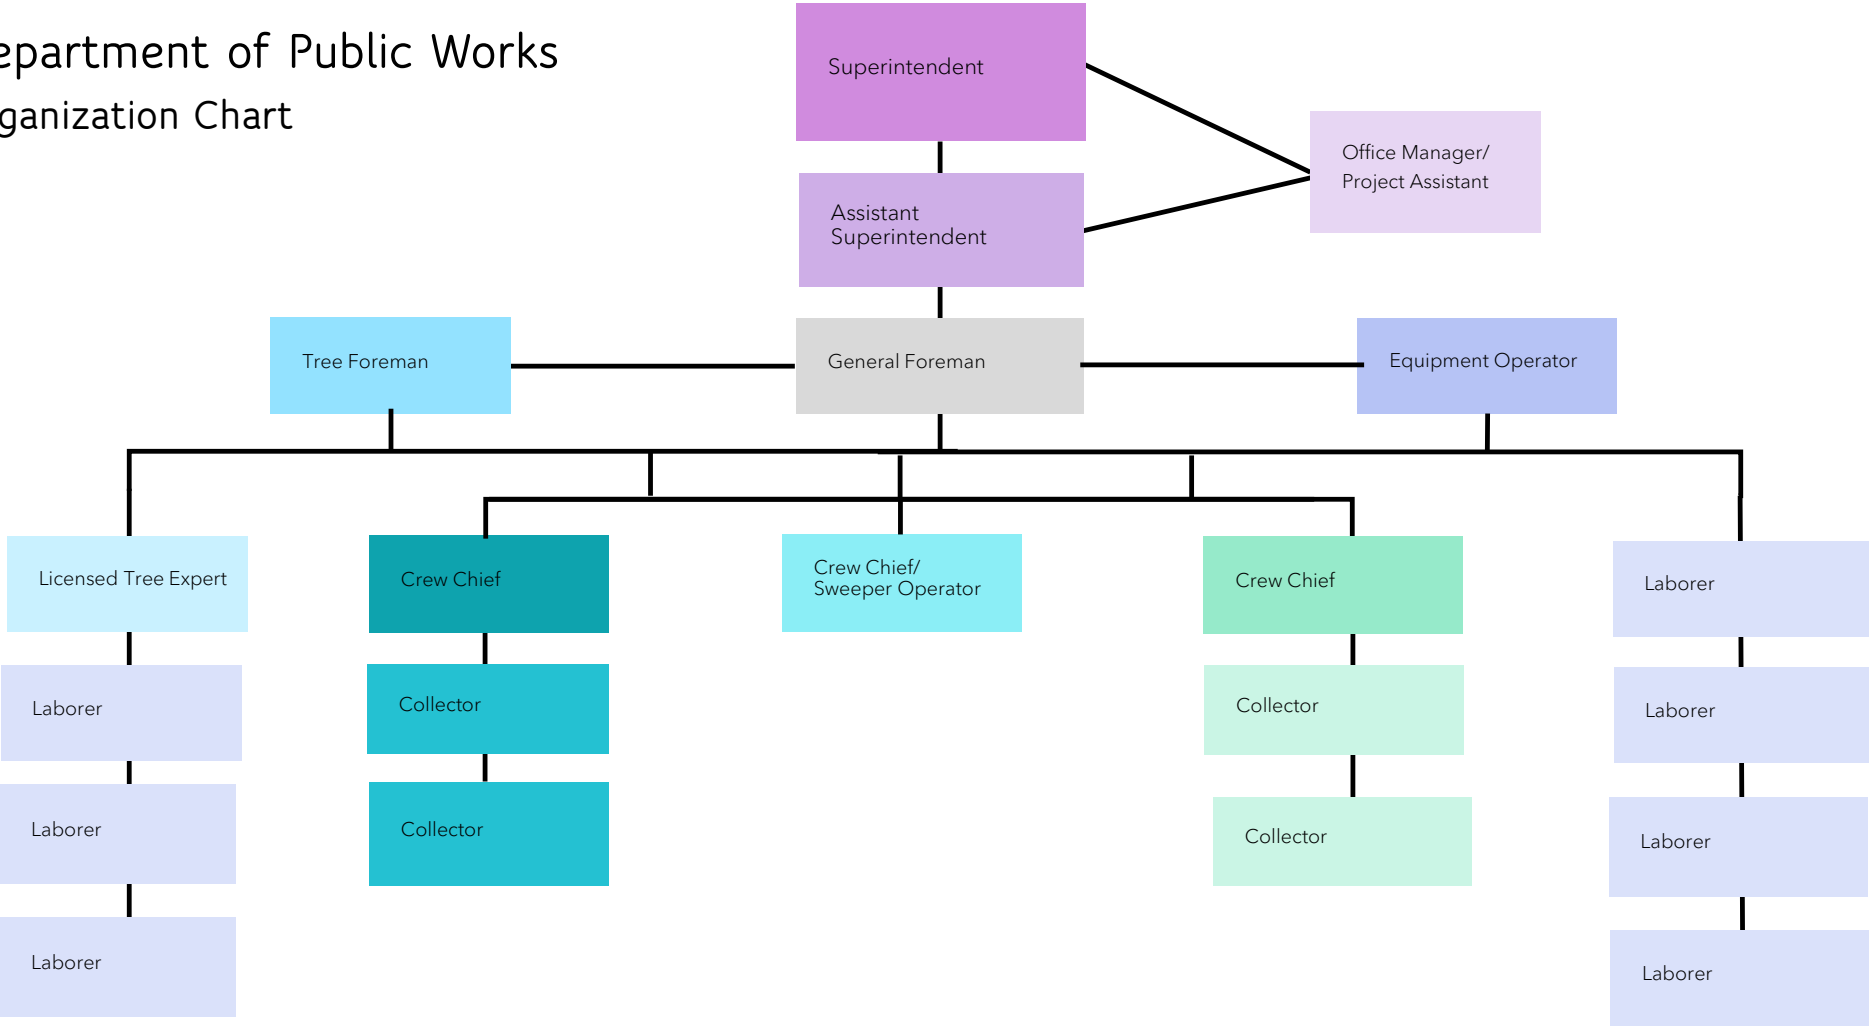 epartment of Public Works
ganization Chart
Superintendent
Office Manager/
Project Assistant
Assistant
Superintendent
Tree Foreman
General Foreman
Equipment Operator
Licensed Tree Expert
Crew Chief
Crew Chief/
Sweeper Operator
Crew Chief
Laborer
Laborer
Collector
Collector
Laborer
Laborer
Collector
Collector
Laborer
Laborer
Laborer